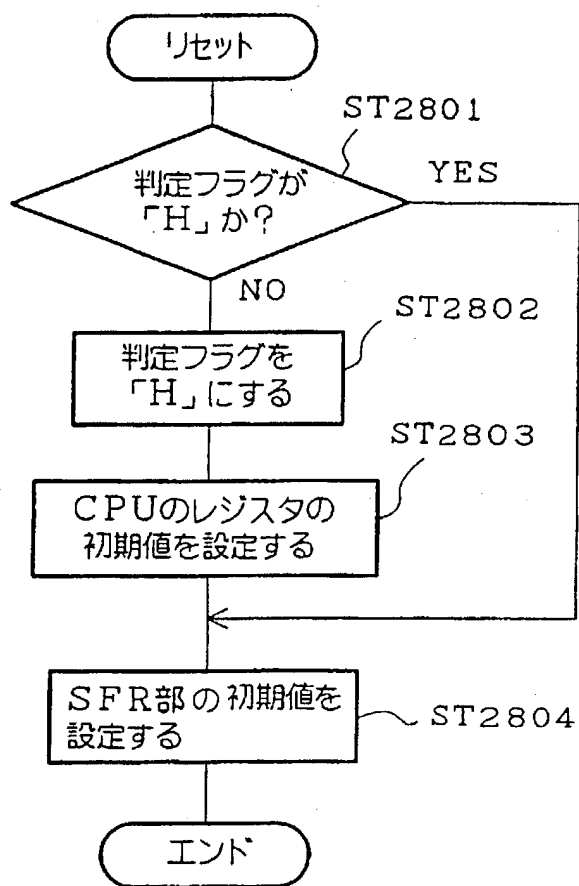 リセット
ST2801
判定フラグが
「H」か?
YES
NO
ST2802
判定フラグを
「H」にする
ST2803
CPUのレジスタの
初期値を設定する
SFR部の初期値を
設定する
ST2804
エンド